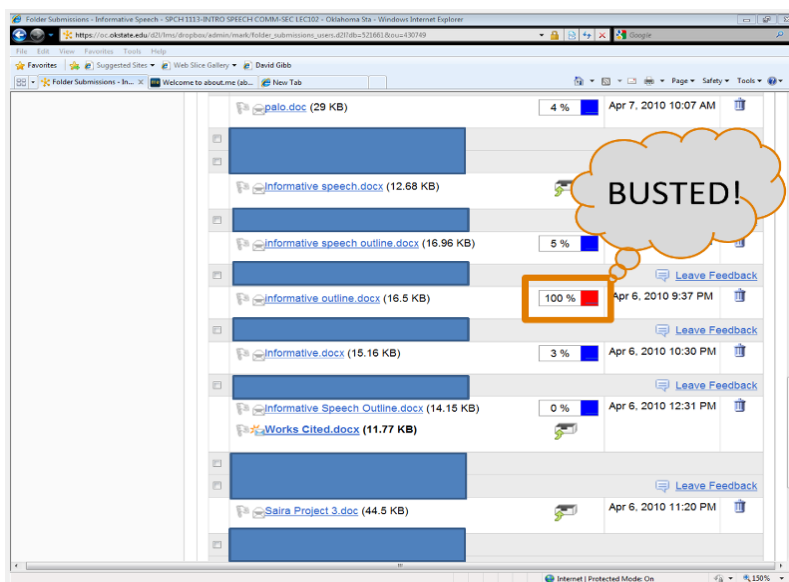 Folder Submissions - Informative Speech - SPCH 1113-INTRO SPEECH COMM-SEC LEC102 - Oklahoma Sta - Windows Internet Explorer
https://oc.okstate.edu/d2l/lms/dropbox/admin/mark/folder_submissions_users.d2l?db=521661&ou=430749
Google
File Edit View Favorites Tools Help
Favorites Suggested Sites Web Slice Gallery David Gibb
Folder Submissions - In... Welcome to about.me (ab... New Tab Page Safety Tools
palo.doc (29 KB) 4 % Apr 7, 2010 10:07 AM
Informative speech.docx (12.68 KB)
BUSTED!
informative speech outline.docx (16.96 KB) 5 %
Leave Feedback
informative outline.docx (16.5 KB) 100 % Apr 6, 2010 9:37 PM
Leave Feedback
Informative.docx (15.16 KB) 3 % Apr 6, 2010 10:30 PM
Leave Feedback
Informative Speech Outline.docx (14.15 KB) 0 % Apr 6, 2010 12:31 PM
Works Cited.docx (11.77 KB)
Leave Feedback
Saira Project 3.doc (44.5 KB) Apr 6, 2010 11:20 PM
Internet | Protected Mode: On 150%